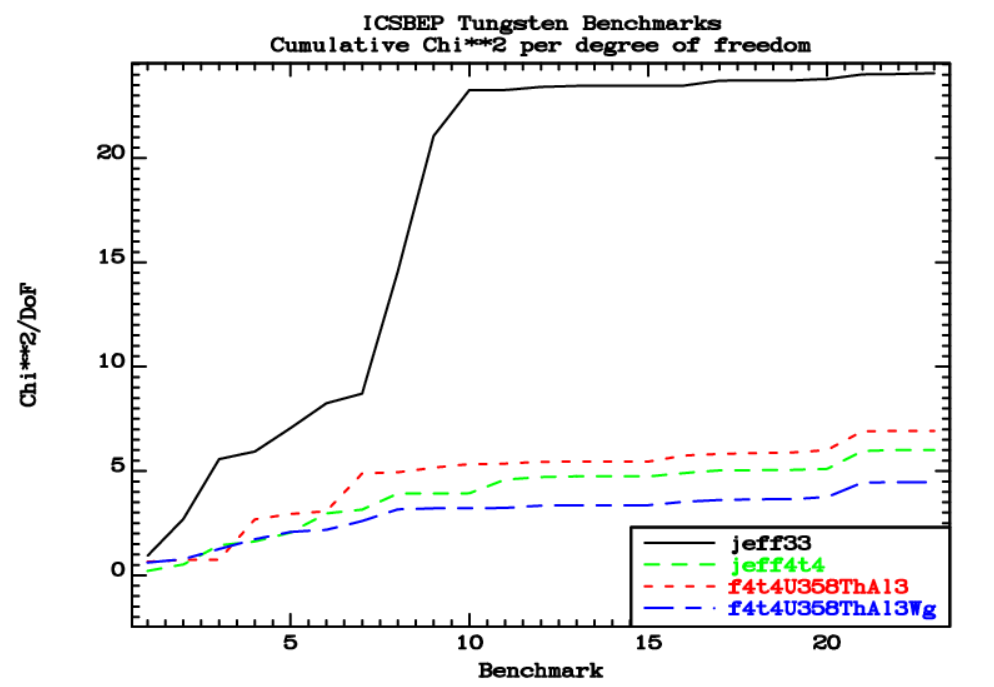 ICSBEP Tungsten Benchmarks
Cumulative Chi**2 per degree of freedom
Chi**2/DoF
20
15
10
5
0
5 10 15 20
Benchmark
jeff33
jeff4t4
f4t4U358ThAl3
f4t4U358ThAl3Wg